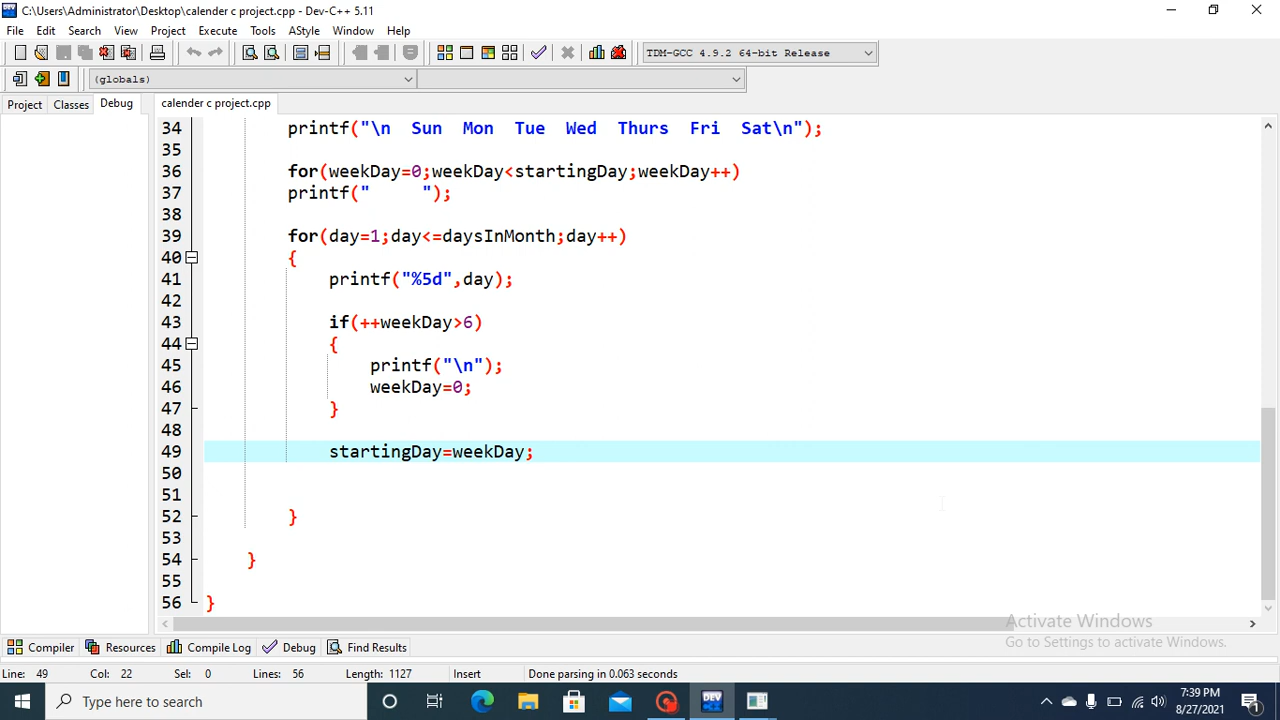 C:\Users\Administrator\Desktop\calender c project.cpp - Dev-C++ 5.11
File Edit Search View Project Execute Tools AStyle Window Help
TDM-GCC 4.9.2 64-bit Release
(globals)
Project Classes Debug calender c project.cpp
34 printf("\n  Sun  Mon  Tue  Wed  Thurs  Fri  Sat\n");
35
36 for(weekDay=0;weekDay<startingDay;weekDay++)
37 printf("     ");
38
39 for(day=1;day<=daysInMonth;day++)
40 {
41 printf("%5d",day);
42
43 if(++weekDay>6)
44 {
45 printf("\n");
46 weekDay=0;
47 }
48
49 startingDay=weekDay;
50
51
52 }
53
54 }
55
56 }
Activate Windows
Go to Settings to activate Windows.
Compiler Resources Compile Log Debug Find Results
Line: 49 Col: 22 Sel: 0 Lines: 56 Length: 1127 Insert Done parsing in 0.063 seconds
Type here to search
DEV
7:39 PM
8/27/2021
1